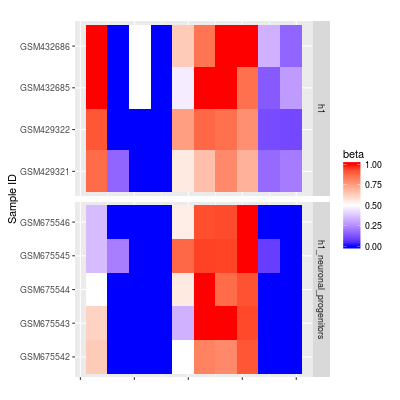 Sample ID
GSM432686
GSM432685
GSM429322
GSM429321
h1
GSM675546
GSM675545
GSM675544
GSM675543
GSM675542
h1_neuronal_progenitors
beta
1.00
0.75
0.50
0.25
0.00